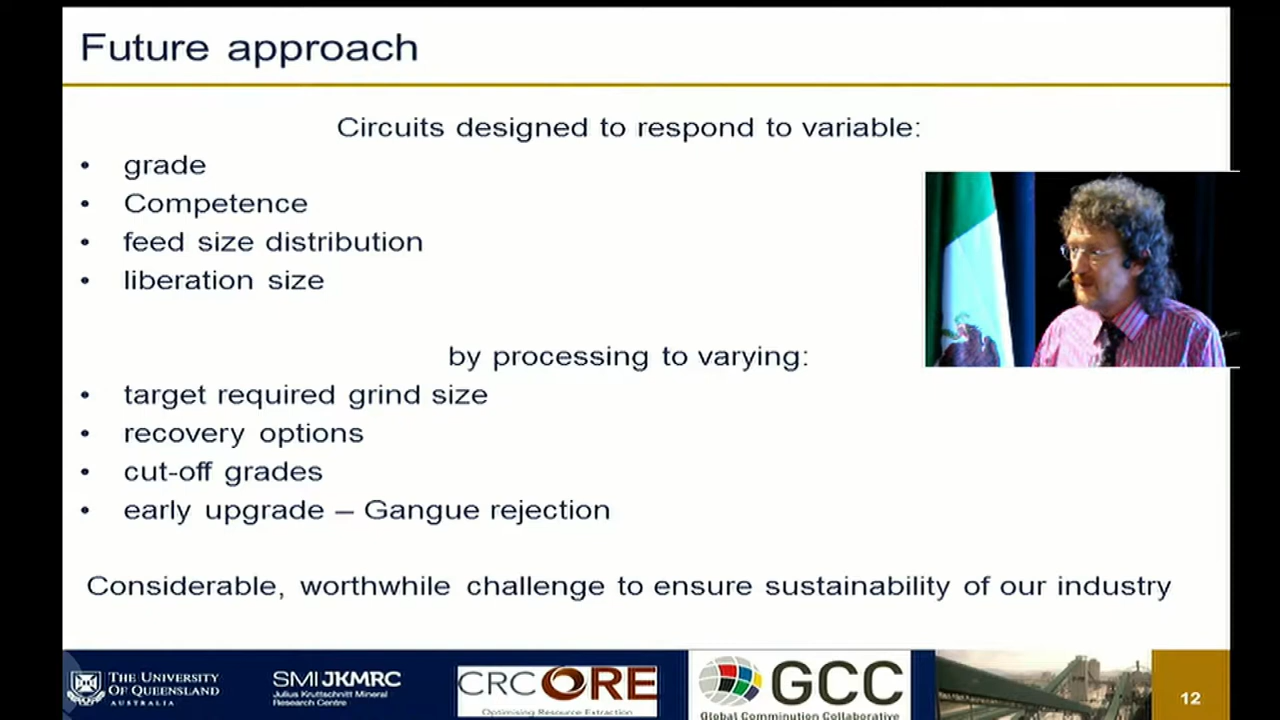 Future approach
Circuits designed to respond to variable:
• grade
• Competence
• feed size distribution
• liberation size
by processing to varying:
• target required grind size
• recovery options
• cut-off grades
• early upgrade – Gangue rejection
Considerable, worthwhile challenge to ensure sustainability of our industry
THE UNIVERSITY
OF QUEENSLAND
AUSTRALIA
SMI JKMRC
Julius Kruttschnitt Mineral
Research Centre
CRC ORE
Optimising Resource Extraction
GCC
Global Comminution Collaborative
12